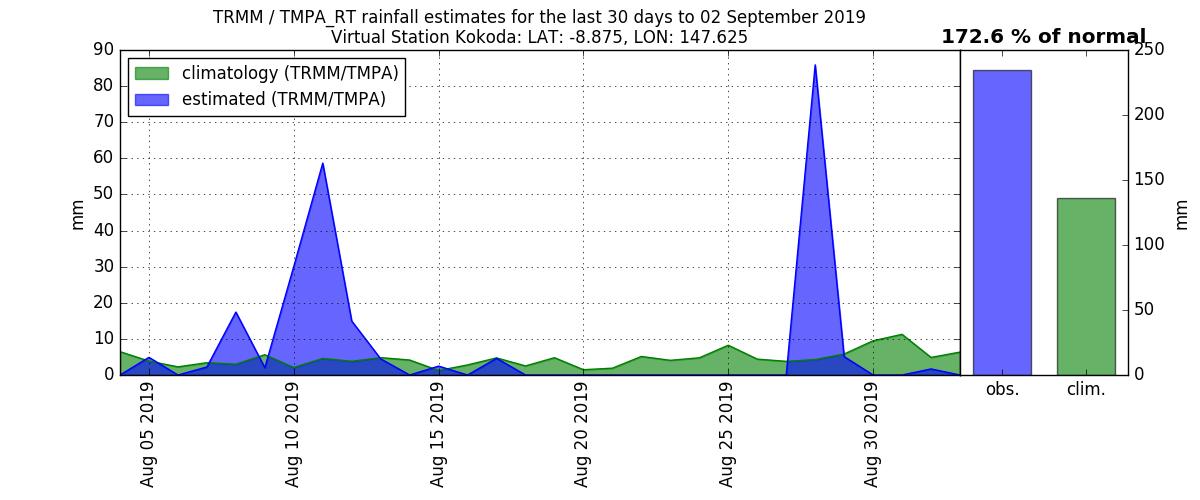 TRMM / TMPA_RT rainfall estimates for the last 30 days to 02 September 2019
Virtual Station Kokoda: LAT: -8.875, LON: 147.625
172.6 % of normal
climatology (TRMM/TMPA)
estimated (TRMM/TMPA)
90
80
70
60
50
40
30
20
10
0
mm
Aug 05 2019
Aug 10 2019
Aug 15 2019
Aug 20 2019
Aug 25 2019
Aug 30 2019
250
200
150
100
50
0
mm
obs.
clim.